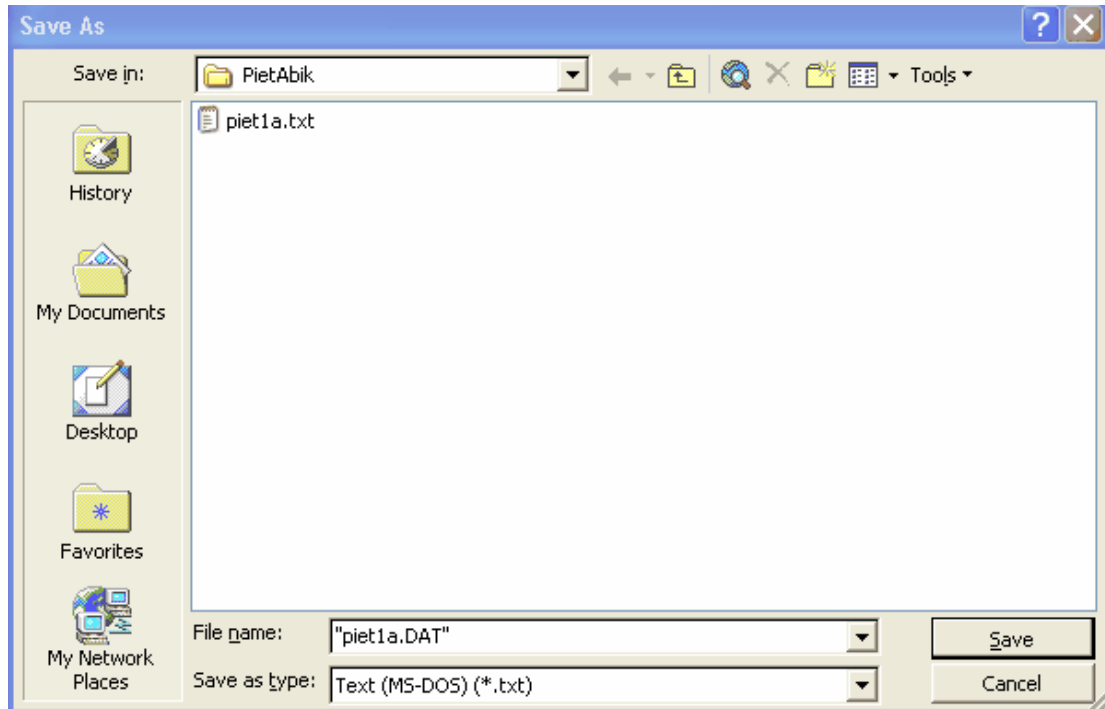 Save As
Save in: PietAbik Tools
piet1a.txt
History
My Documents
Desktop
Favorites
My Network
Places
File name: "piet1a.DAT" Save
Save as type: Text (MS-DOS) (*.txt) Cancel